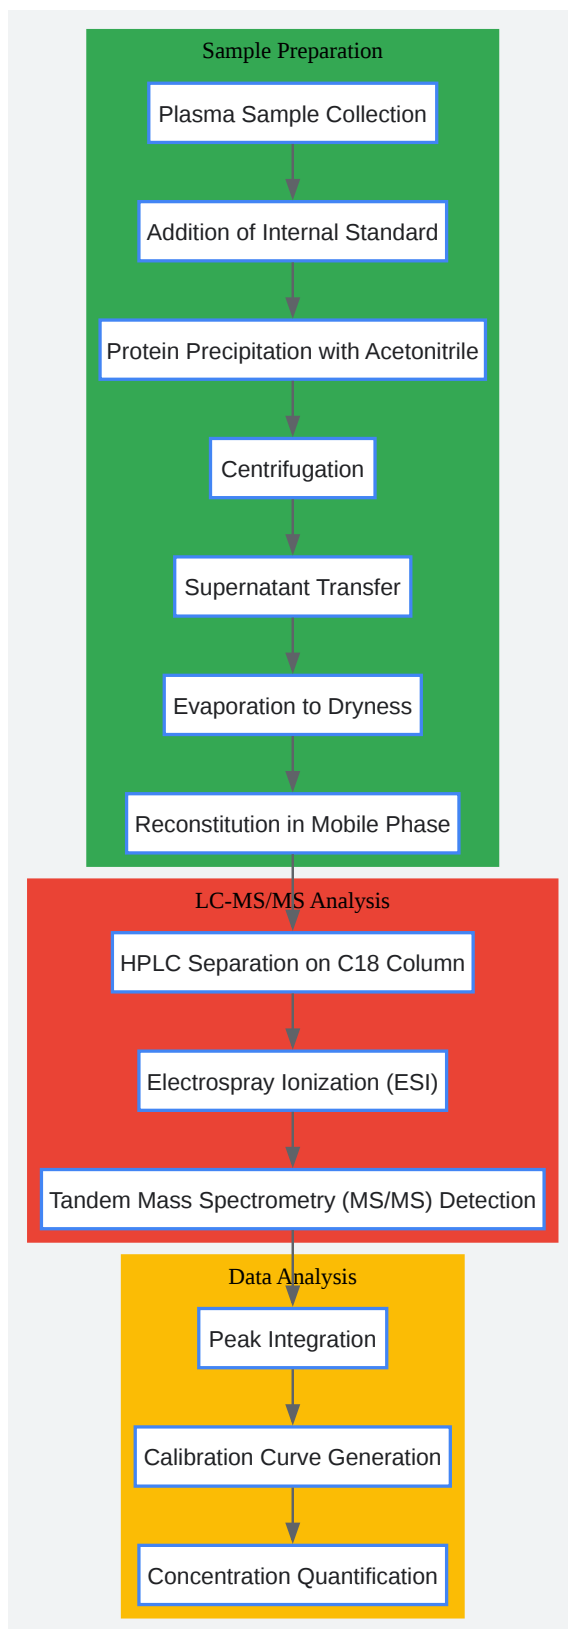 Sample Preparation
Plasma Sample Collection
Addition of Internal Standard
Protein Precipitation with Acetonitrile
Centrifugation
Supernatant Transfer
Evaporation to Dryness
Reconstitution in Mobile Phase
LC-MS/MS Analysis
HPLC Separation on C18 Column
Electrospray Ionization (ESI)
Tandem Mass Spectrometry (MS/MS) Detection
Data Analysis
Peak Integration
Calibration Curve Generation
Concentration Quantification